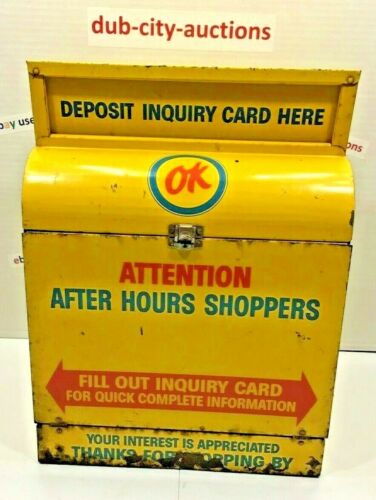 dub-city-auctions
DEPOSIT INQUIRY CARD HERE
OK
ATTENTION
AFTER HOURS SHOPPERS
FILL OUT INQUIRY CARD
FOR QUICK COMPLETE INFORMATION
YOUR INTEREST IS APPRECIATED
THANKS FOR STOPPING BY